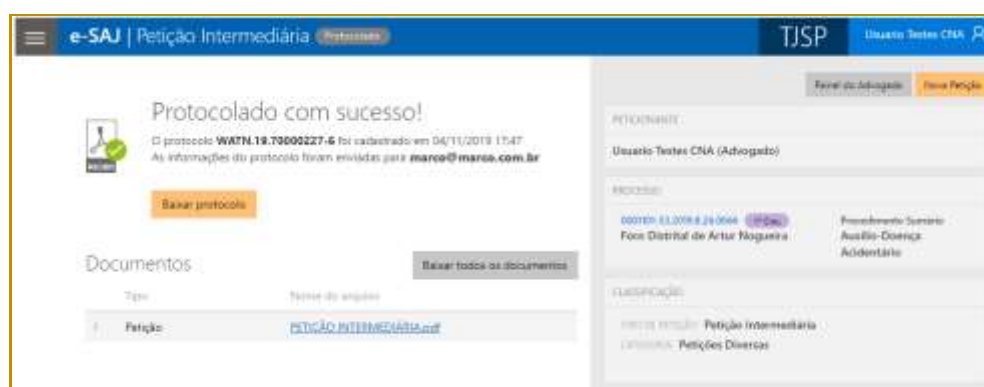 e-SAJ | Petição Intermediária Protocolado
TJSP
Usuario Testes CNA
Painel do Advogado
Nova Petição
Protocolado com sucesso!
O protocolo WATN.19.70000227-6 foi cadastrado em 04/11/2019 17:47
As informações do protocolo foram enviadas para marco@marco.com.br
Baixar protocolo
Documentos
Baixar todos os documentos
Tipo
Nome do arquivo
Petição
PETIÇÃO INTERMEDIÁRIA.pdf
PETICIONANTE
Usuario Testes CNA (Advogado)
PROCESSO
Foro Distrital de Artur Nogueira
Procedimento Sumário
Auxílio-Doença
Acidentário
CLASSIFICAÇÃO
Petição Intermediária
Petições Diversas